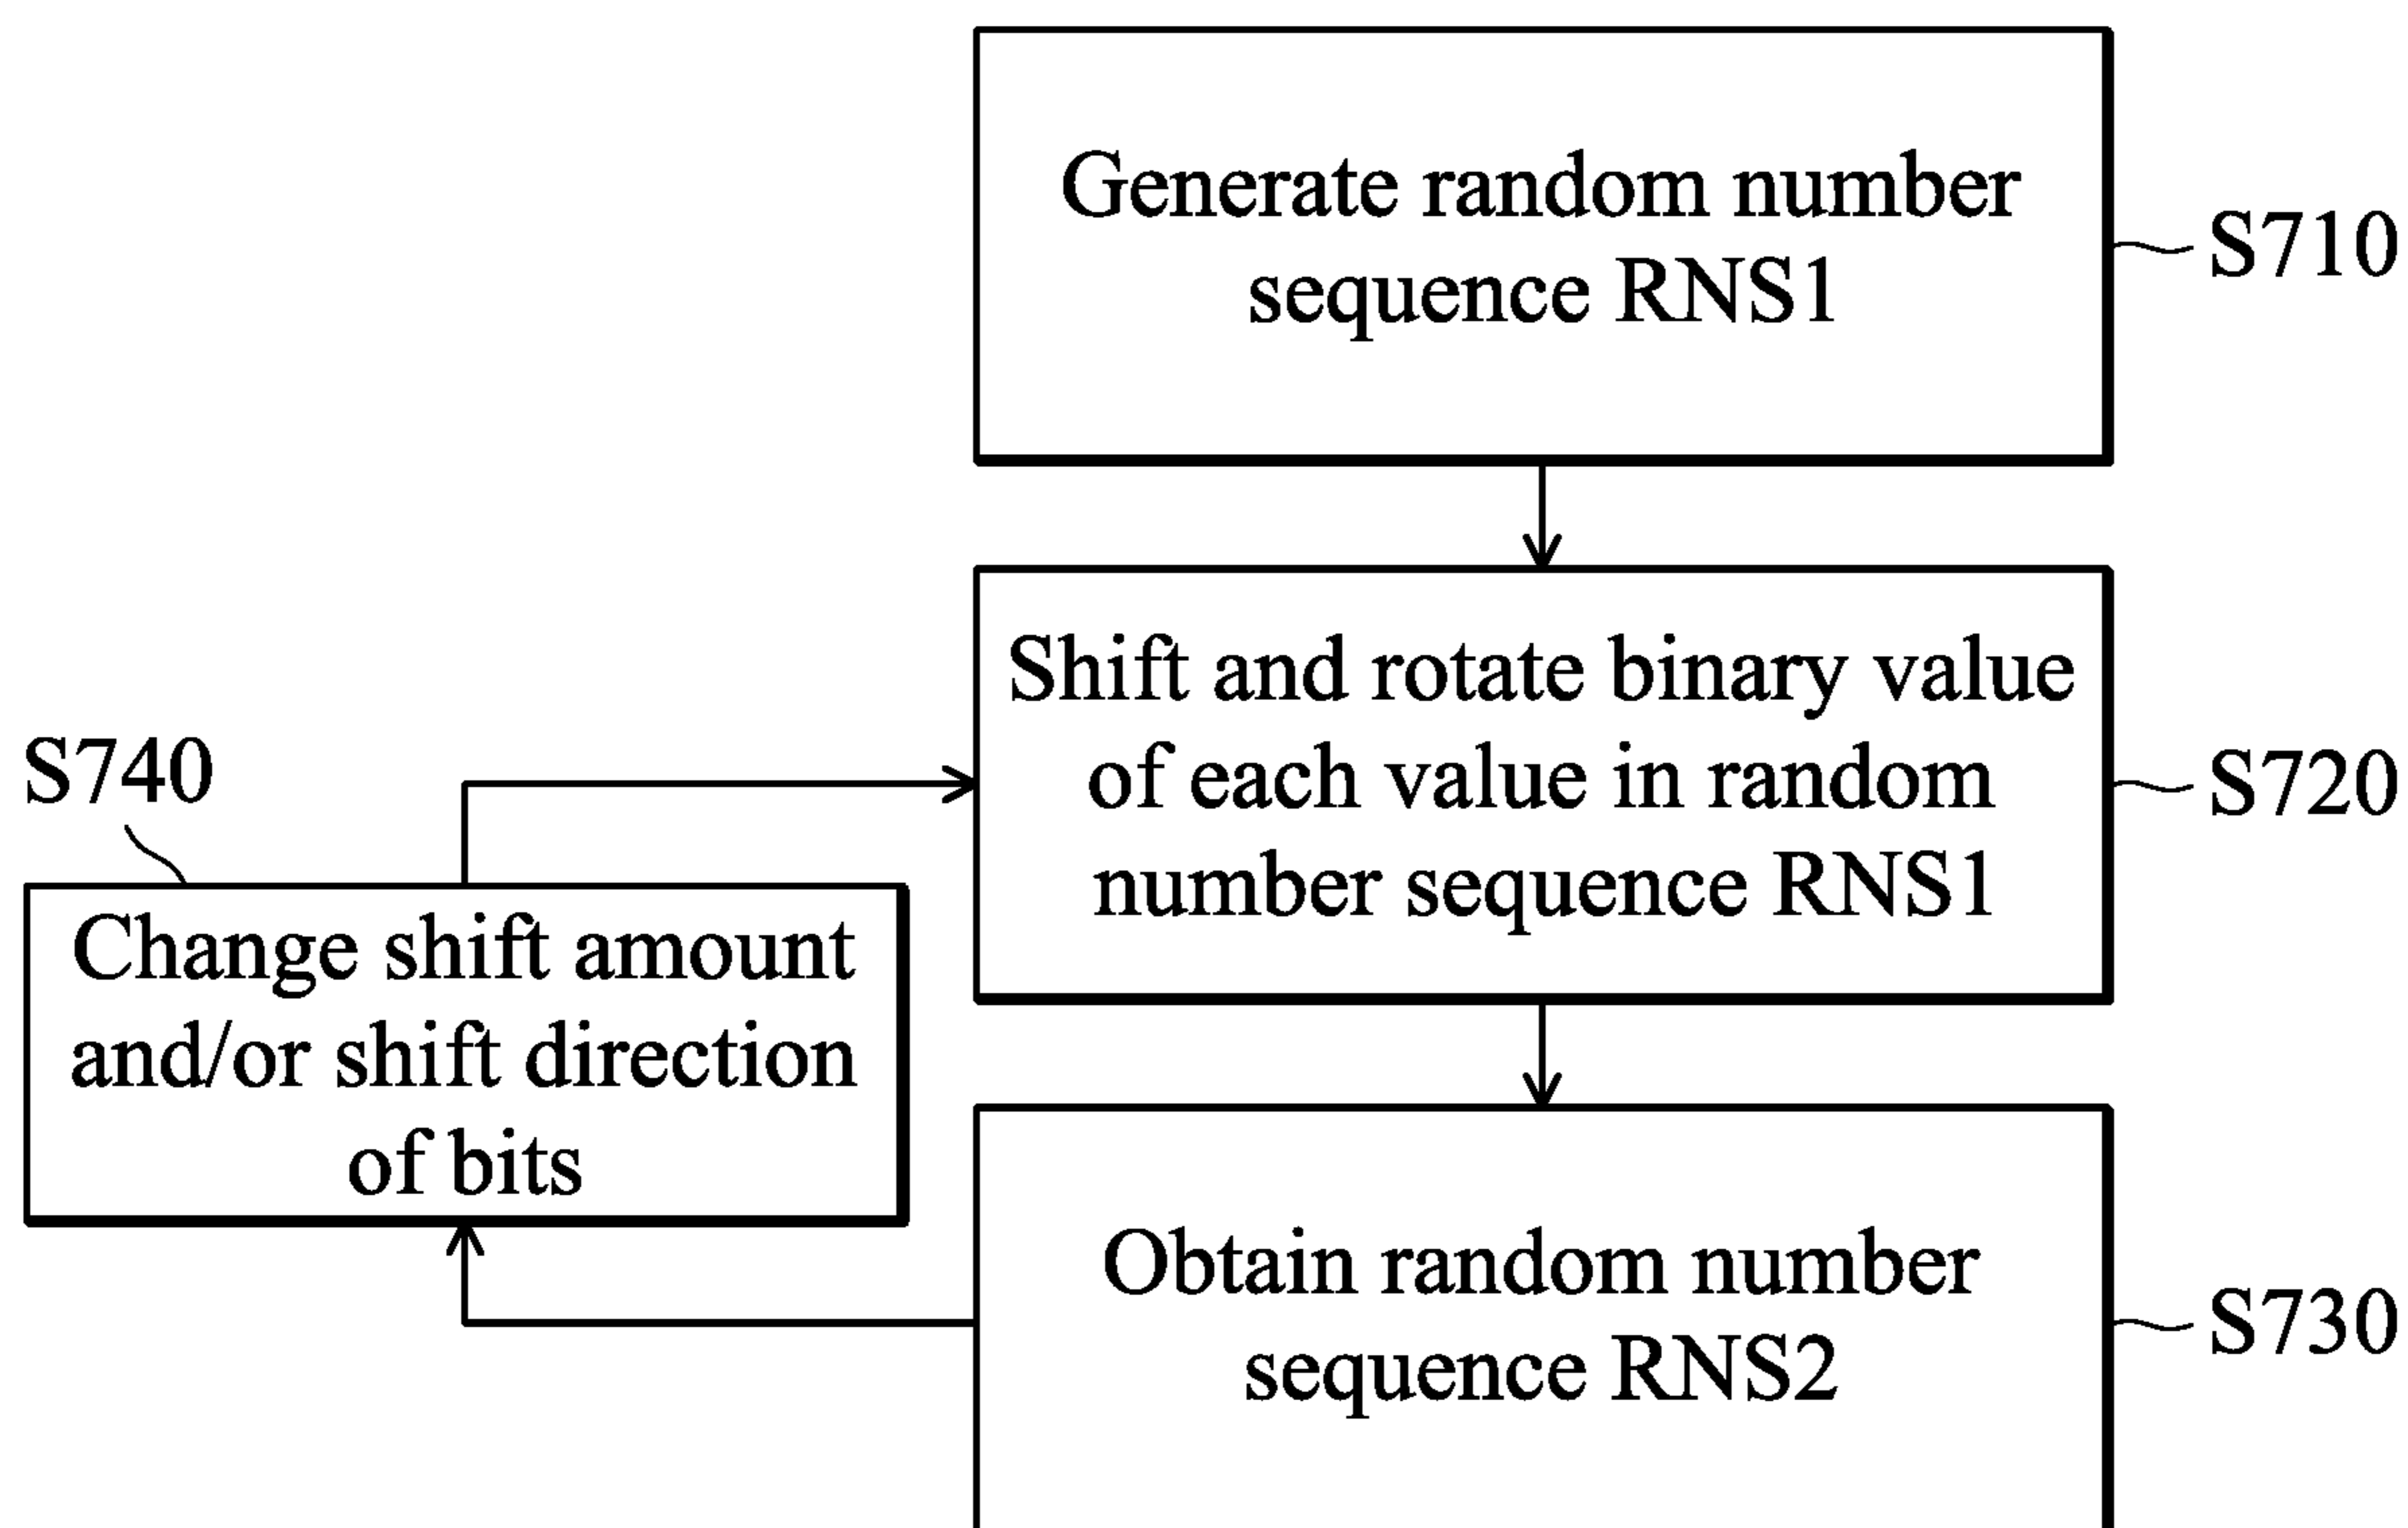 Generate random number
sequence RNS1
S710
Shift and rotate binary value
of each value in random
number sequence RNS1
S720
S740
Change shift amount
and/or shift direction
of bits
Obtain random number
sequence RNS2
S730